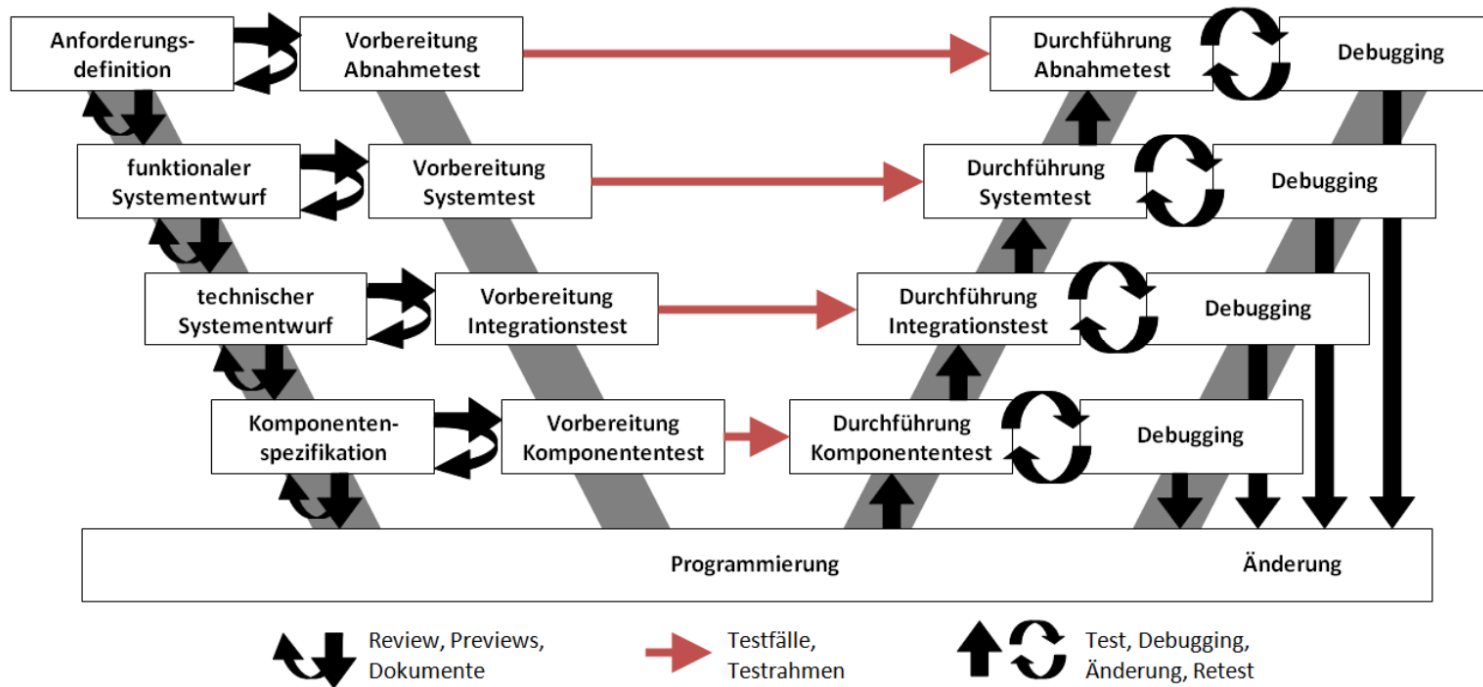 Anforderungs-
definition
Vorbereitung
Abnahmetest
Durchführung
Abnahmetest
Debugging
funktionaler
Systementwurf
Vorbereitung
Systemtest
Durchführung
Systemtest
Debugging
technischer
Systementwurf
Vorbereitung
Integrationstest
Durchführung
Integrationstest
Debugging
Komponenten-
spezifikation
Vorbereitung
Komponententest
Durchführung
Komponententest
Debugging
Programmierung
Änderung
Review, Previews,
Dokumente
Testfälle,
Testrahmen
Test, Debugging,
Änderung, Retest